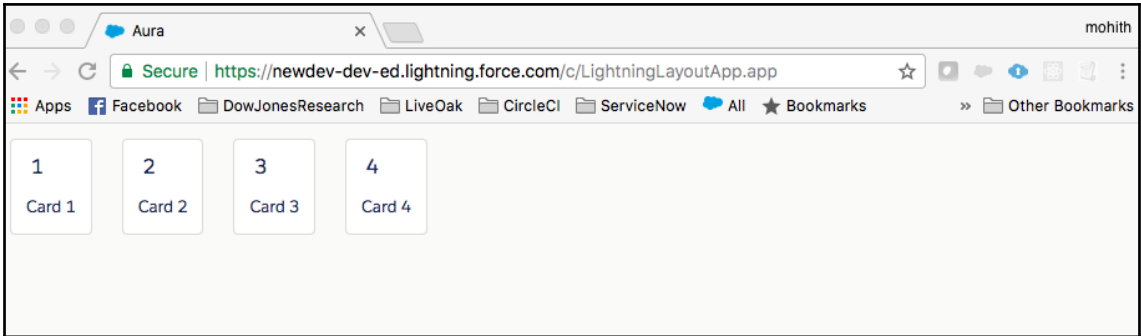 Aura
mohith
Secure https://newdev-dev-ed.lightning.force.com/c/LightningLayoutApp.app
Apps Facebook DowJonesResearch LiveOak CircleCI ServiceNow All Bookmarks » Other Bookmarks
1 2 3 4
Card 1 Card 2 Card 3 Card 4